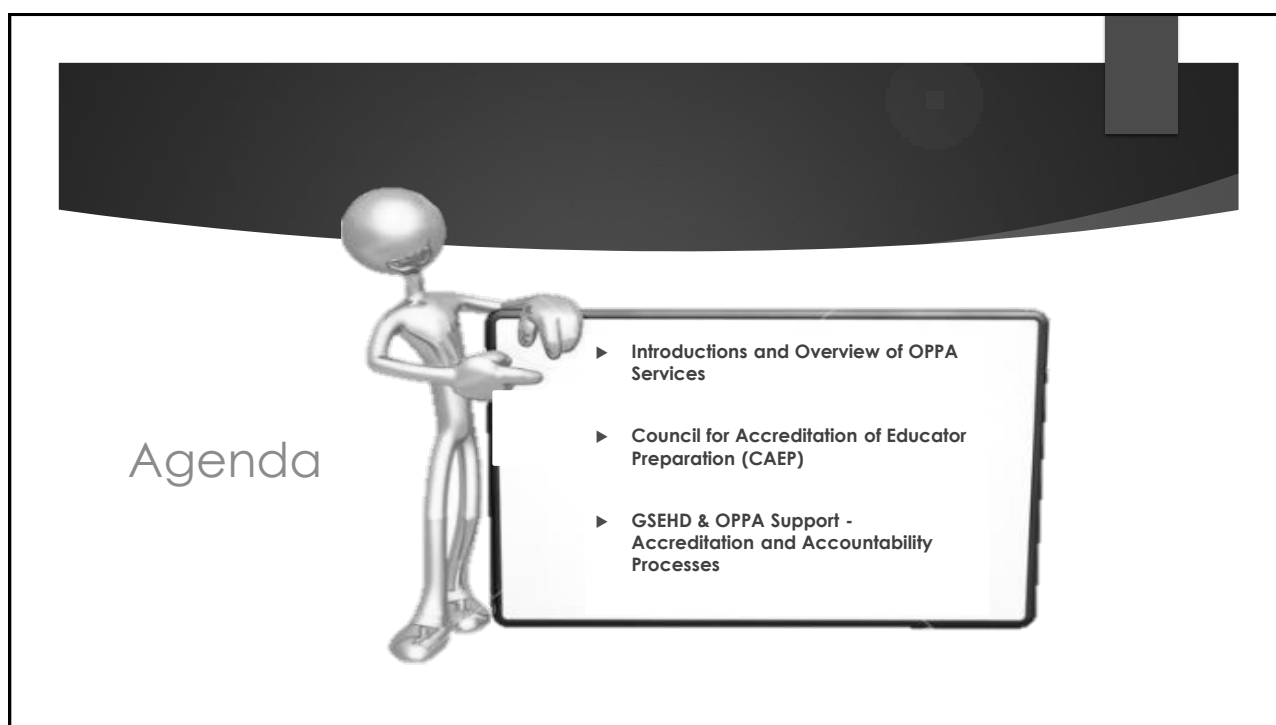 Agenda
Introductions and Overview of OPPA
Services
Council for Accreditation of Educator
Preparation (CAEP)
GSEHD & OPPA Support -
Accreditation and Accountability
Processes